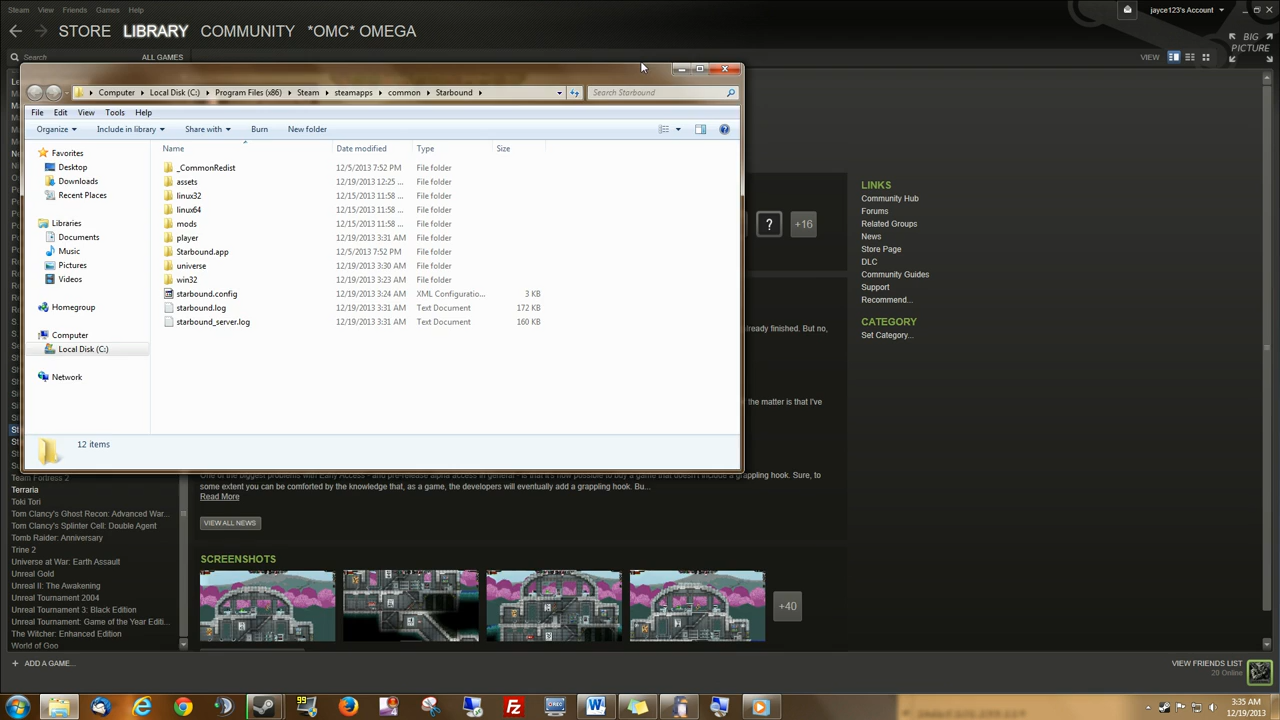 Steam View Friends Games Help jayce123's Account
STORE LIBRARY COMMUNITY *OMC* OMEGA
BIG PICTURE
Search ALL GAMES VIEW
Computer Local Disk (C:) Program Files (x86) Steam steamapps common Starbound Search Starbound
File Edit View Tools Help
Organize Include in library Share with Burn New folder
Name Date modified Type Size
Favorites
Desktop
Downloads
Recent Places
Libraries
Documents
Music
Pictures
Videos
Homegroup
Computer
Local Disk (C:)
Network
_CommonRedist 12/5/2013 7:52 PM File folder
assets 12/19/2013 12:25 ... File folder
linux32 12/15/2013 11:58 ... File folder
linux64 12/15/2013 11:58 ... File folder
mods 12/15/2013 11:58 ... File folder
player 12/19/2013 3:31 AM File folder
Starbound.app 12/5/2013 7:52 PM File folder
universe 12/19/2013 3:30 AM File folder
win32 12/19/2013 3:23 AM File folder
starbound.config 12/19/2013 3:24 AM XML Configuratio... 3 KB
starbound.log 12/19/2013 3:31 AM Text Document 172 KB
starbound_server.log 12/19/2013 3:31 AM Text Document 160 KB
12 items
? +16
LINKS
Community Hub
Forums
Related Groups
News
Store Page
DLC
Community Guides
Support
Recommend...
CATEGORY
Set Category...
already finished. But no,
the matter is that I've
One of the biggest problems with Early Access - and pre-release alpha access in general - is that it's now possible to buy a game that doesn't include a grappling hook. Sure, to
some extent you can be comforted by the knowledge that, as a game, the developers will eventually add a grappling hook. Bu...
Read More
VIEW ALL NEWS
SCREENSHOTS
+40
Team Fortress 2
Terraria
Toki Tori
Tom Clancy's Ghost Recon: Advanced War...
Tom Clancy's Splinter Cell: Double Agent
Tomb Raider: Anniversary
Trine 2
Universe at War: Earth Assault
Unreal Gold
Unreal II: The Awakening
Unreal Tournament 2004
Unreal Tournament 3: Black Edition
Unreal Tournament: Game of the Year Editi...
The Witcher: Enhanced Edition
World of Goo
+ ADD A GAME...
VIEW FRIENDS LIST
20 Online
3:35 AM
12/19/2013